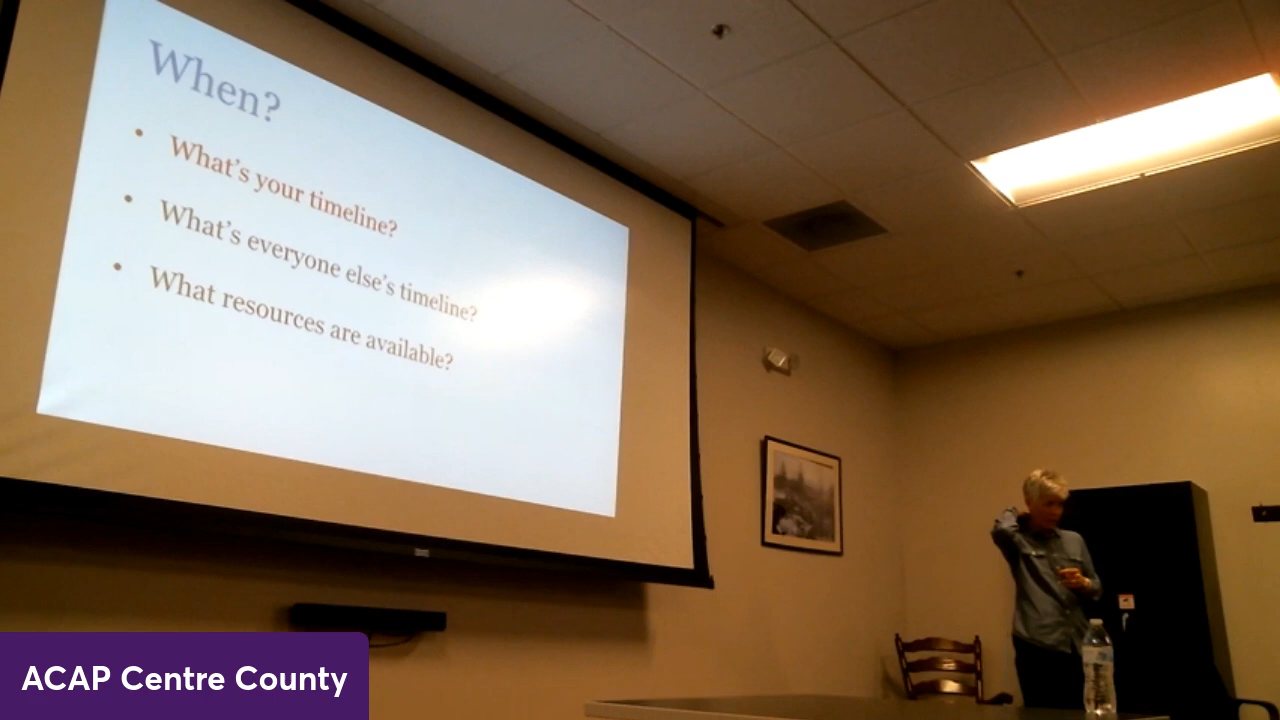 When?
• What's your timeline?
• What's everyone else's timeline?
• What resources are available?
ACAP Centre County